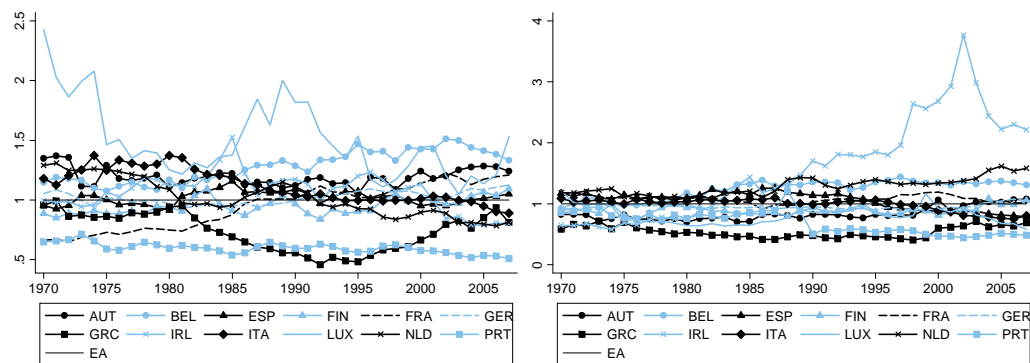 2.5
2
1.5
1
.5
1970 1975 1980 1985 1990 1995 2000 2005
AUT BEL ESP FIN FRA GER
GRC IRL ITA LUX NLD PRT
EA
4
3
2
1
0
1970 1975 1980 1985 1990 1995 2000 2005
AUT BEL ESP FIN FRA GER
GRC IRL ITA LUX NLD PRT
EA